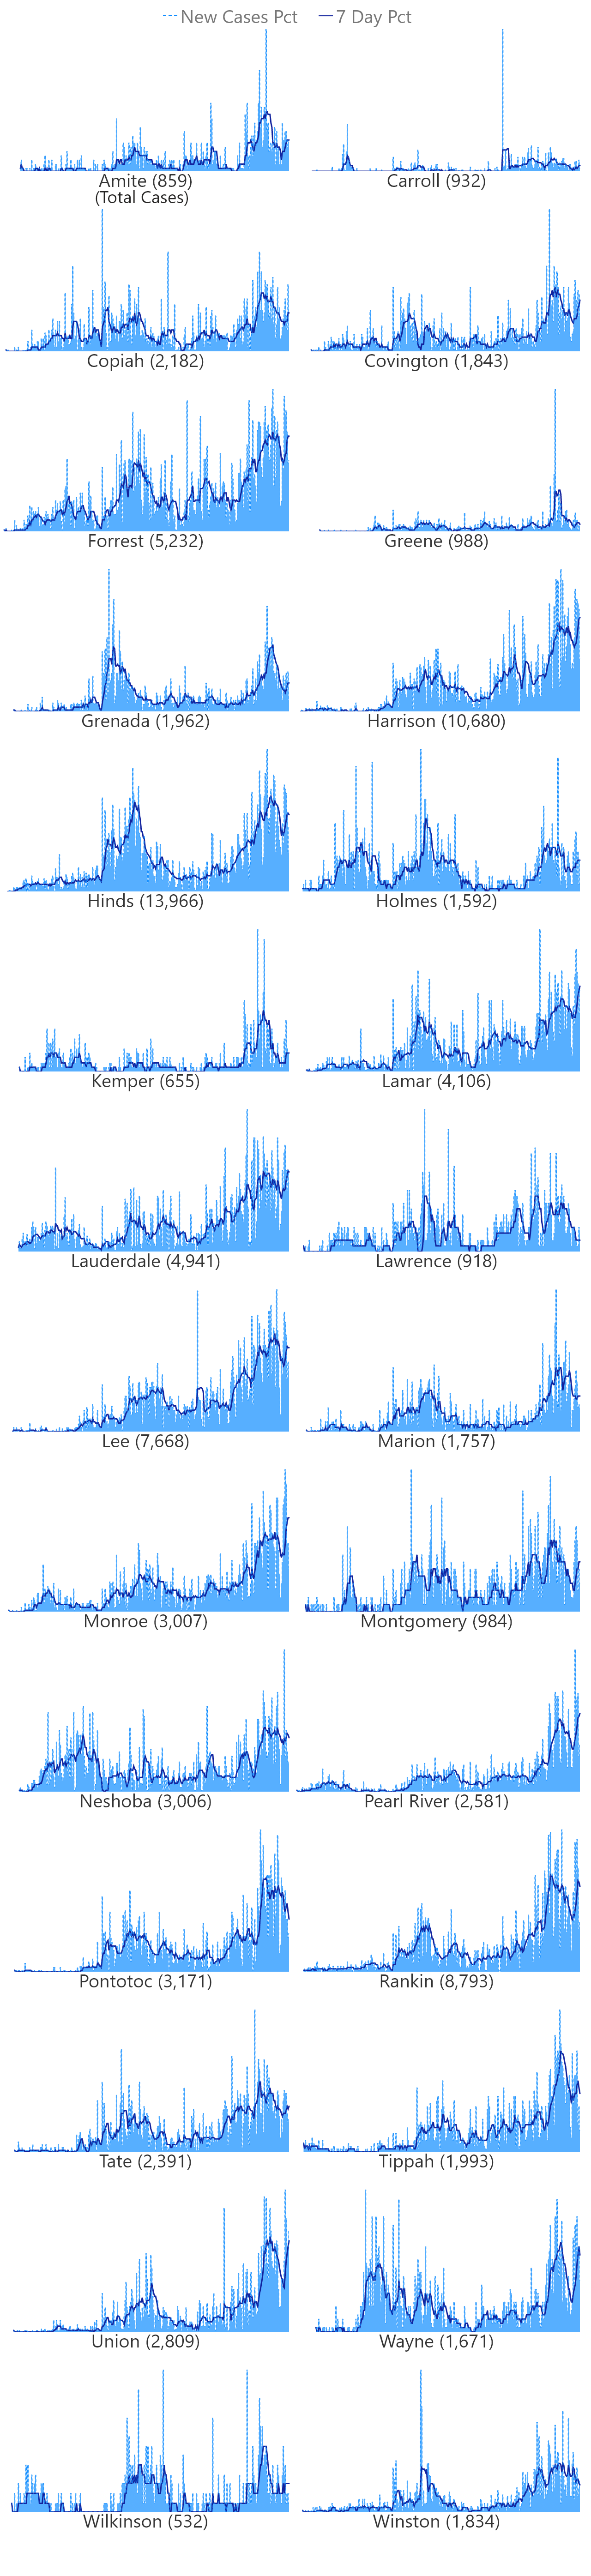 New Cases Pct 7 Day Pct
Amite (859) Carroll (932)
(Total Cases)
Copiah (2,182) Covington (1,843)
Forrest (5,232) Greene (988)
Grenada (1,962) Harrison (10,680)
Hinds (13,966) Holmes (1,592)
Kemper (655) Lamar (4,106)
Lauderdale (4,941) Lawrence (918)
Lee (7,668) Marion (1,757)
Monroe (3,007) Montgomery (984)
Neshoba (3,006) Pearl River (2,581)
Pontotoc (3,171) Rankin (8,793)
Tate (2,391) Tippah (1,993)
Union (2,809) Wayne (1,671)
Wilkinson (532) Winston (1,834)